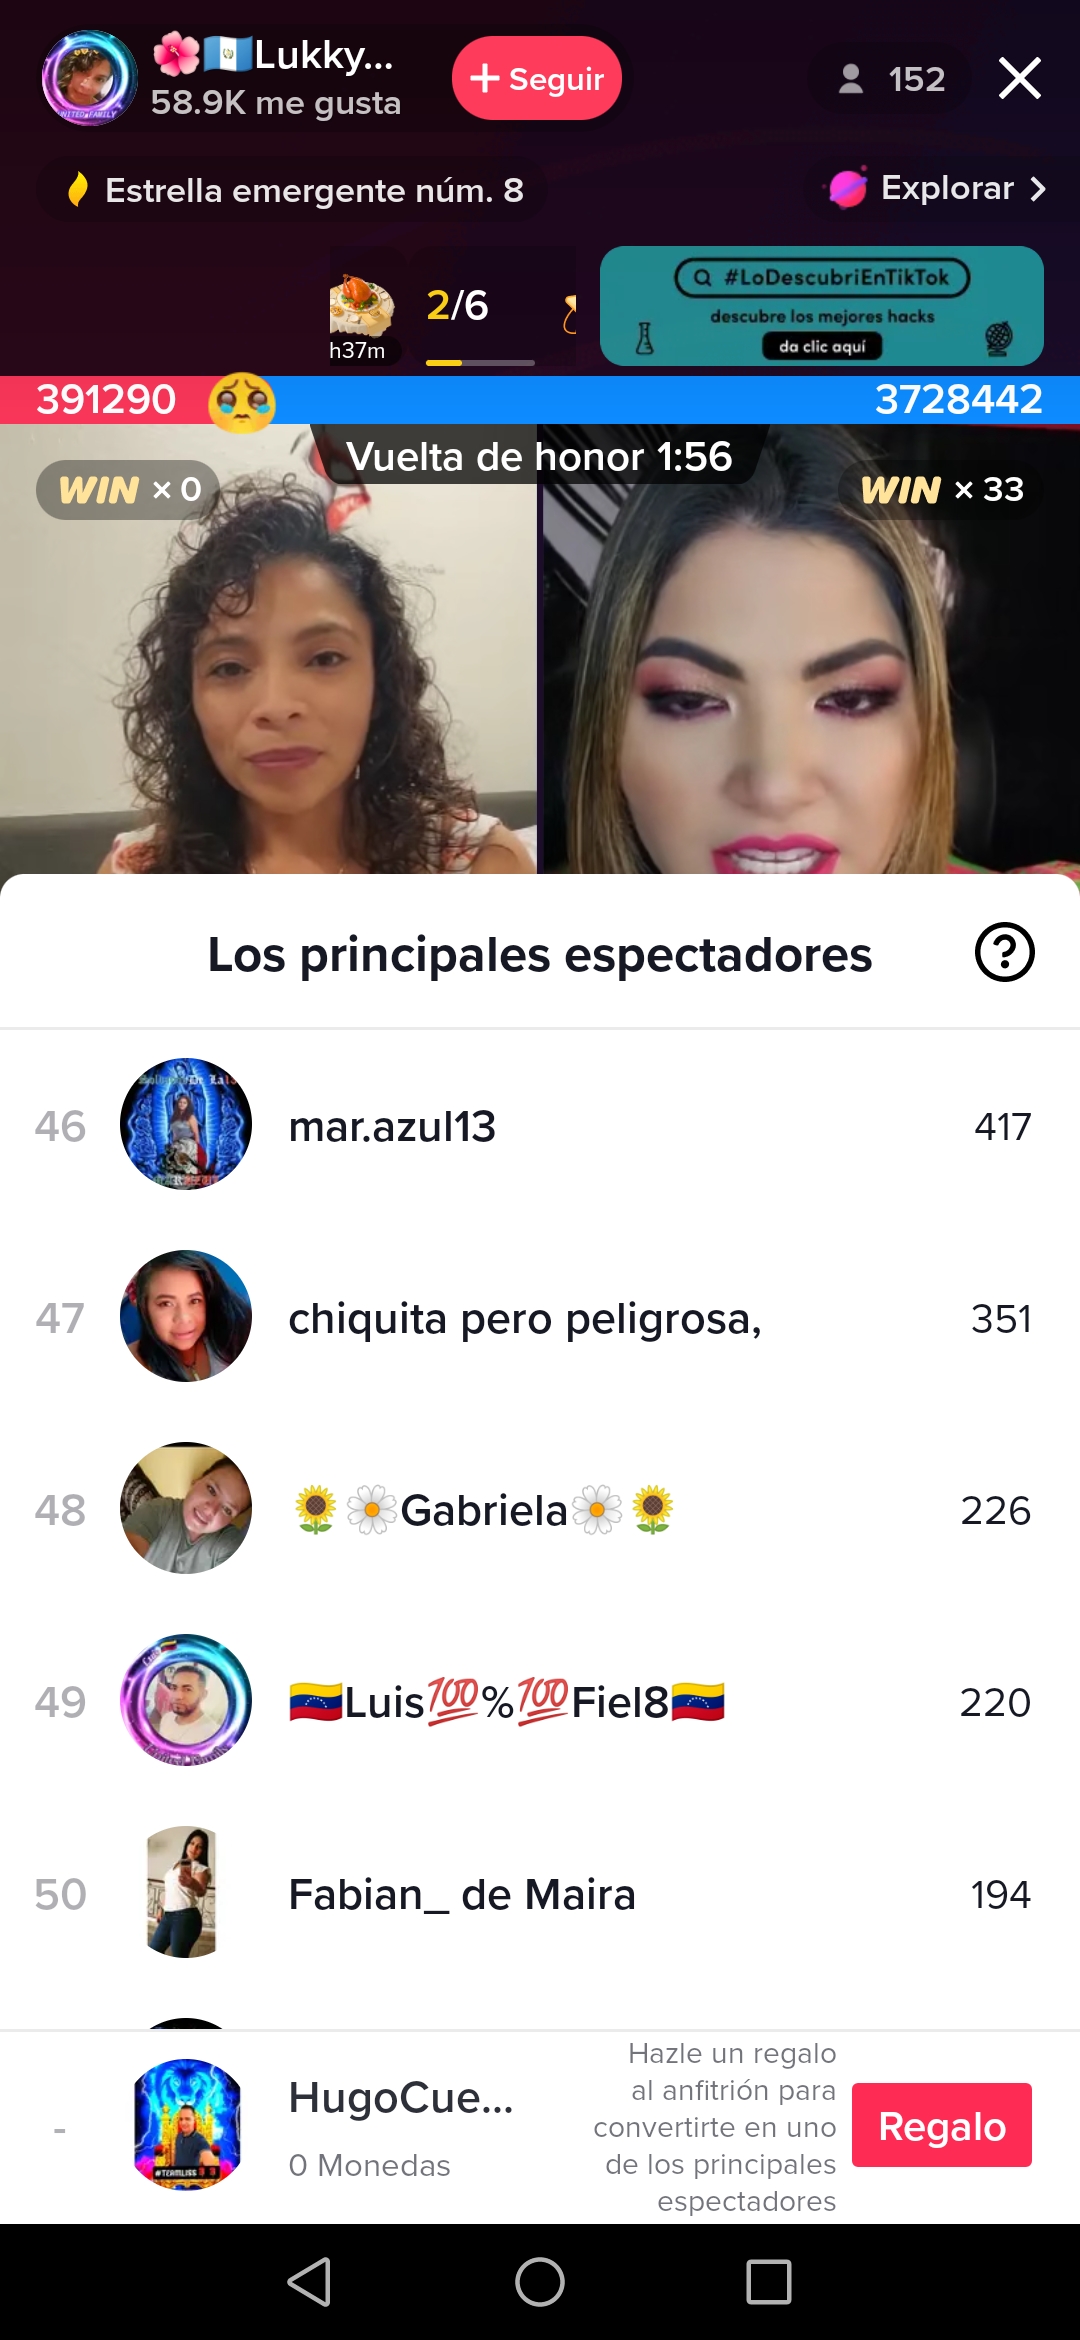 🌺🇬🇹Lukky...
58.9K me gusta
+ Seguir
152
Estrella emergente núm. 8
Explorar
h37m
2/6
#LoDescubriEnTikTok
descubre los mejores hacks
da clic aquí
391290
3728442
Vuelta de honor 1:56
WIN × 0
WIN × 33
Los principales espectadores
46 mar.azul13 417
47 chiquita pero peligrosa, 351
48 🌻🌼Gabriela🌼🌻 226
49 🇻🇪Luis💯%💯Fiel8🇻🇪 220
50 Fabian_ de Maira 194
- HugoCue...
0 Monedas
#TEAMLISS
Hazle un regalo
al anfitrión para
convertirte en uno
de los principales
espectadores
Regalo